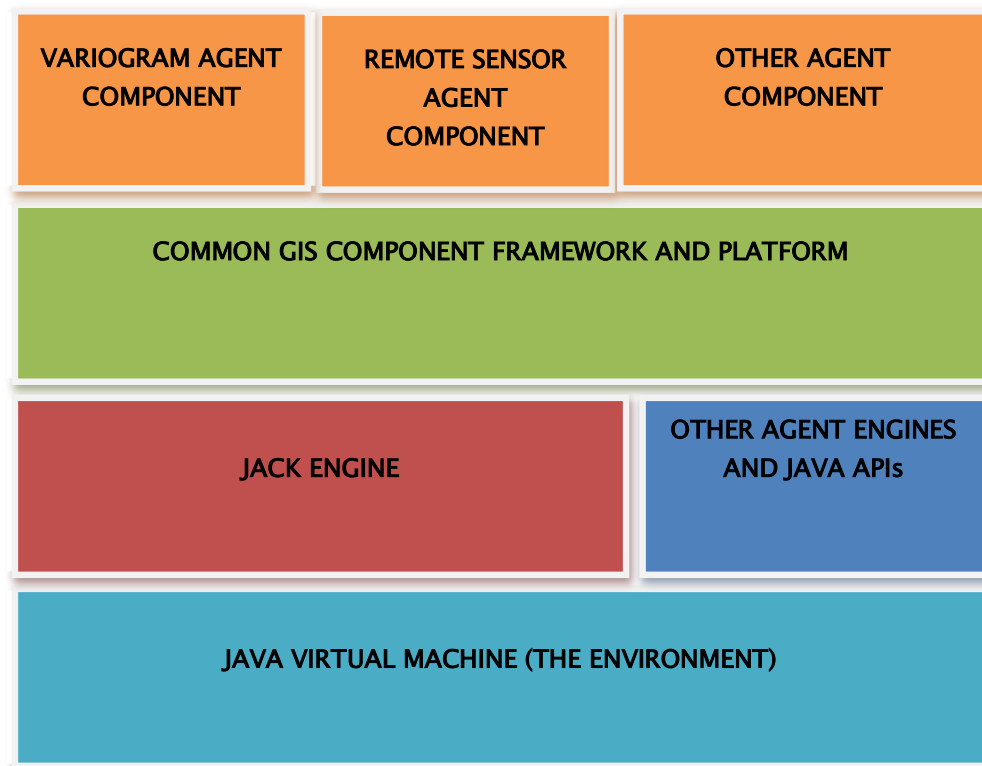 VARIOGRAM AGENT
COMPONENT
REMOTE SENSOR
AGENT
COMPONENT
OTHER AGENT
COMPONENT
COMMON GIS COMPONENT FRAMEWORK AND PLATFORM
JACK ENGINE
OTHER AGENT ENGINES
AND JAVA APIs
JAVA VIRTUAL MACHINE (THE ENVIRONMENT)